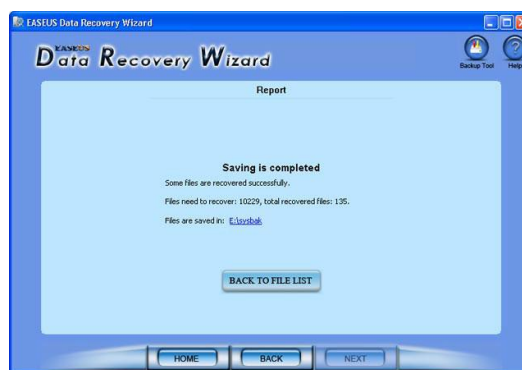 EASEUS Data Recovery Wizard
EASEUS
Data Recovery Wizard
Backup Tool
Help
Report
Saving is completed
Some files are recovered successfully.
Files need to recover: 10229, total recovered files: 135.
Files are saved in: E:\sysbak
BACK TO FILE LIST
HOME
BACK
NEXT